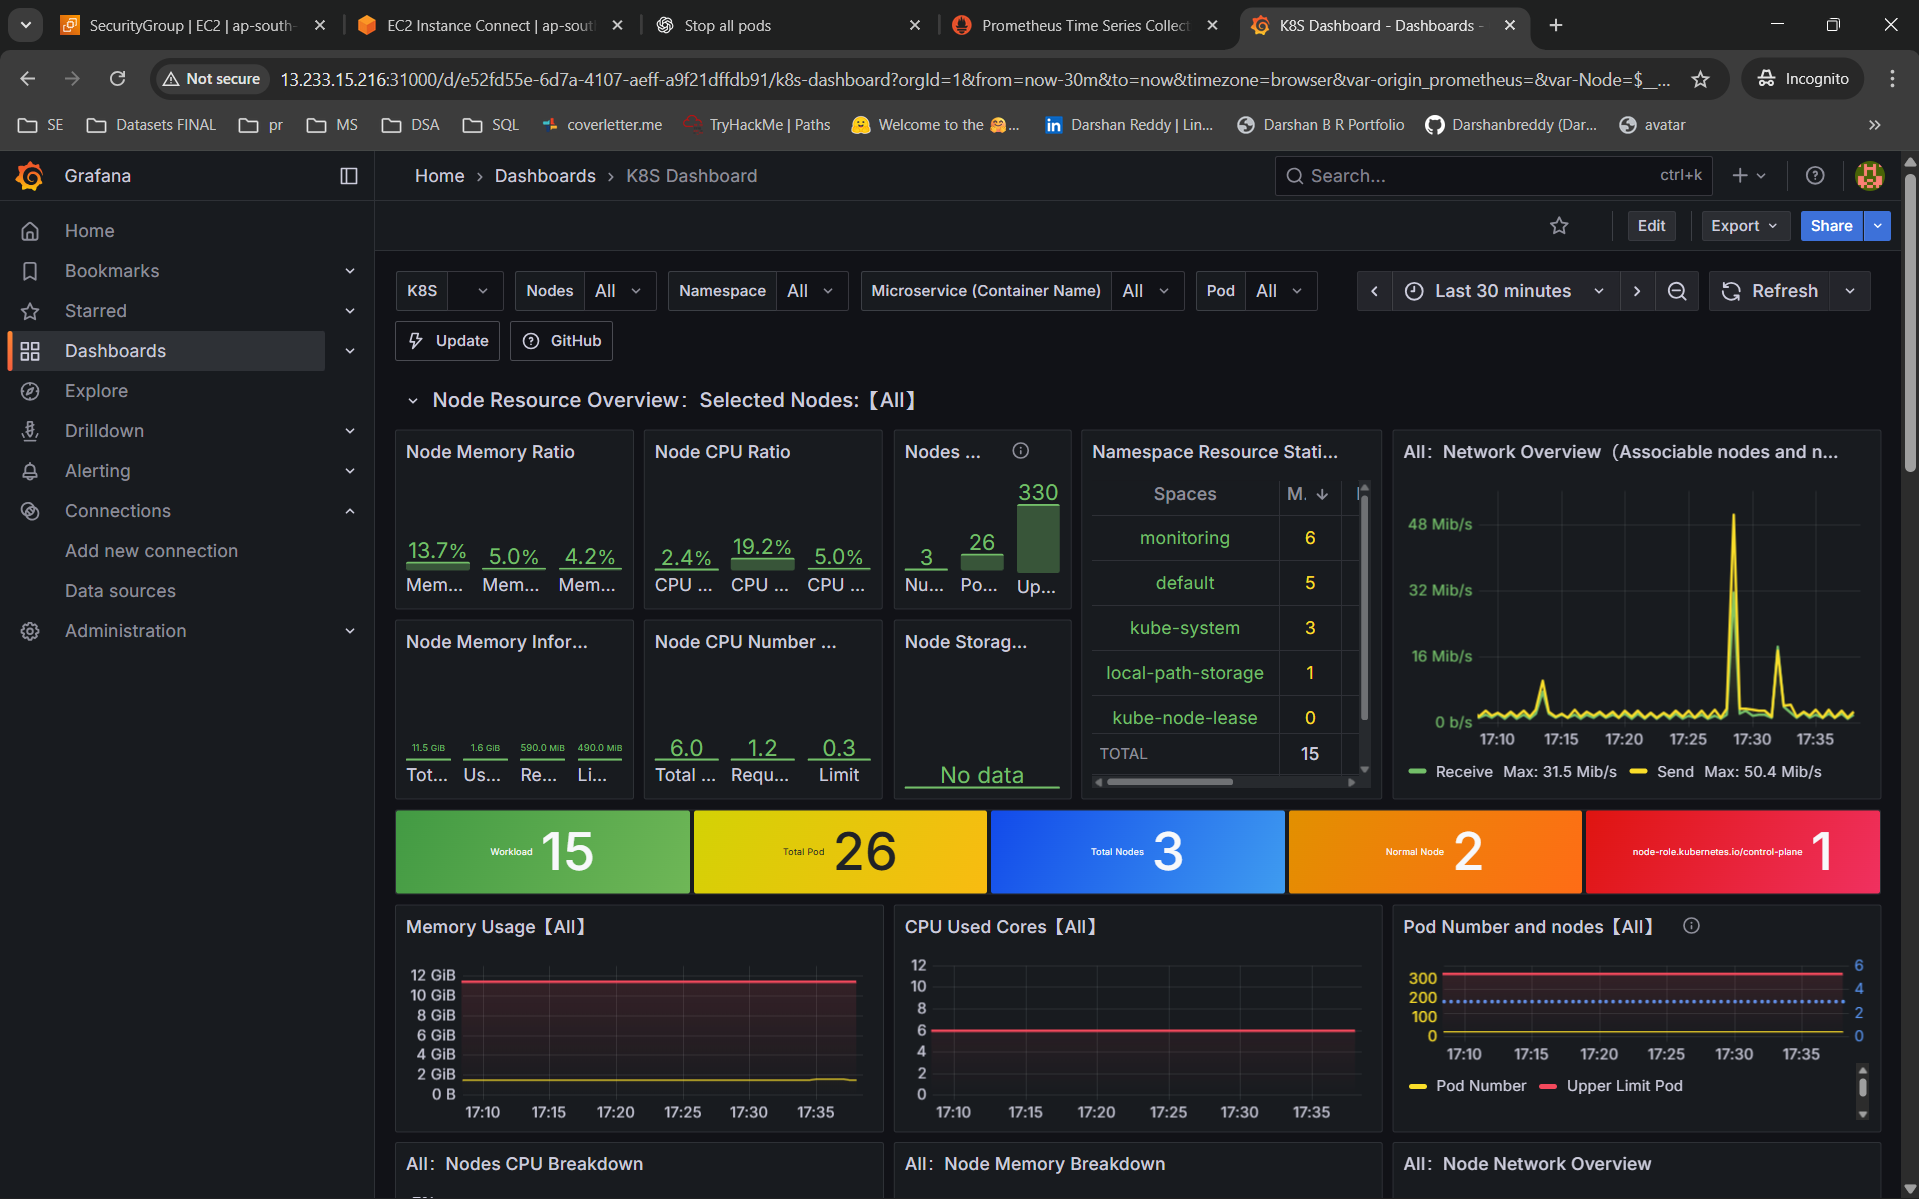 SecurityGroup | EC2 | ap-south-
EC2 Instance Connect | ap-sout
Stop all pods
Prometheus Time Series Collect
K8S Dashboard - Dashboards -
Not secure
13.233.15.216:31000/d/e52fd55e-6d7a-4107-aeff-a9f21dffdb91/k8s-dashboard?orgId=1&from=now-30m&to=now&timezone=browser&var-origin_prometheus=&var-Node=$__...
Incognito
SE
Datasets FINAL
pr
MS
DSA
SQL
coverletter.me
TryHackMe | Paths
Welcome to the 🤗...
Darshan Reddy | Lin...
Darshan B R Portfolio
Darshanbreddy (Dar...
avatar
Grafana
Home › Dashboards › K8S Dashboard
Search...
ctrl+k
Edit
Export
Share
Home
Bookmarks
Starred
Dashboards
Explore
Drilldown
Alerting
Connections
Add new connection
Data sources
Administration
K8S
Nodes All
Namespace All
Microservice (Container Name) All
Pod All
Last 30 minutes
Refresh
Update
GitHub
Node Resource Overview：Selected Nodes:【All】
Node Memory Ratio
13.7% 5.0% 4.2%
Mem... Mem... Mem...
Node CPU Ratio
2.4% 19.2% 5.0%
CPU ... CPU ... CPU ...
Nodes ...
3 26 330
Nu... Po... Up...
Namespace Resource Stati...
Spaces M.
monitoring 6
default 5
kube-system 3
local-path-storage 1
kube-node-lease 0
TOTAL 15
All：Network Overview（Associable nodes and n...
48 Mib/s
32 Mib/s
16 Mib/s
0 b/s
17:10 17:15 17:20 17:25 17:30 17:35
Receive Max: 31.5 Mib/s Send Max: 50.4 Mib/s
Node Memory Infor...
11.5 GiB 1.6 GiB 590.0 MiB 490.0 MiB
Tot... Us... Re... Li...
Node CPU Number ...
6.0 1.2 0.3
Total ... Requ... Limit
Node Storag...
No data
Workload 15
Total Pod 26
Total Nodes 3
Normal Node 2
node-role.kubernetes.io/control-plane 1
Memory Usage【All】
12 GiB
10 GiB
8 GiB
6 GiB
4 GiB
2 GiB
0 B
17:10 17:15 17:20 17:25 17:30 17:35
CPU Used Cores【All】
12
10
8
6
4
2
0
17:10 17:15 17:20 17:25 17:30 17:35
Pod Number and nodes【All】
300 6
200 4
100 2
0 0
17:10 17:15 17:20 17:25 17:30 17:35
Pod Number Upper Limit Pod
All：Nodes CPU Breakdown
All：Node Memory Breakdown
All：Node Network Overview